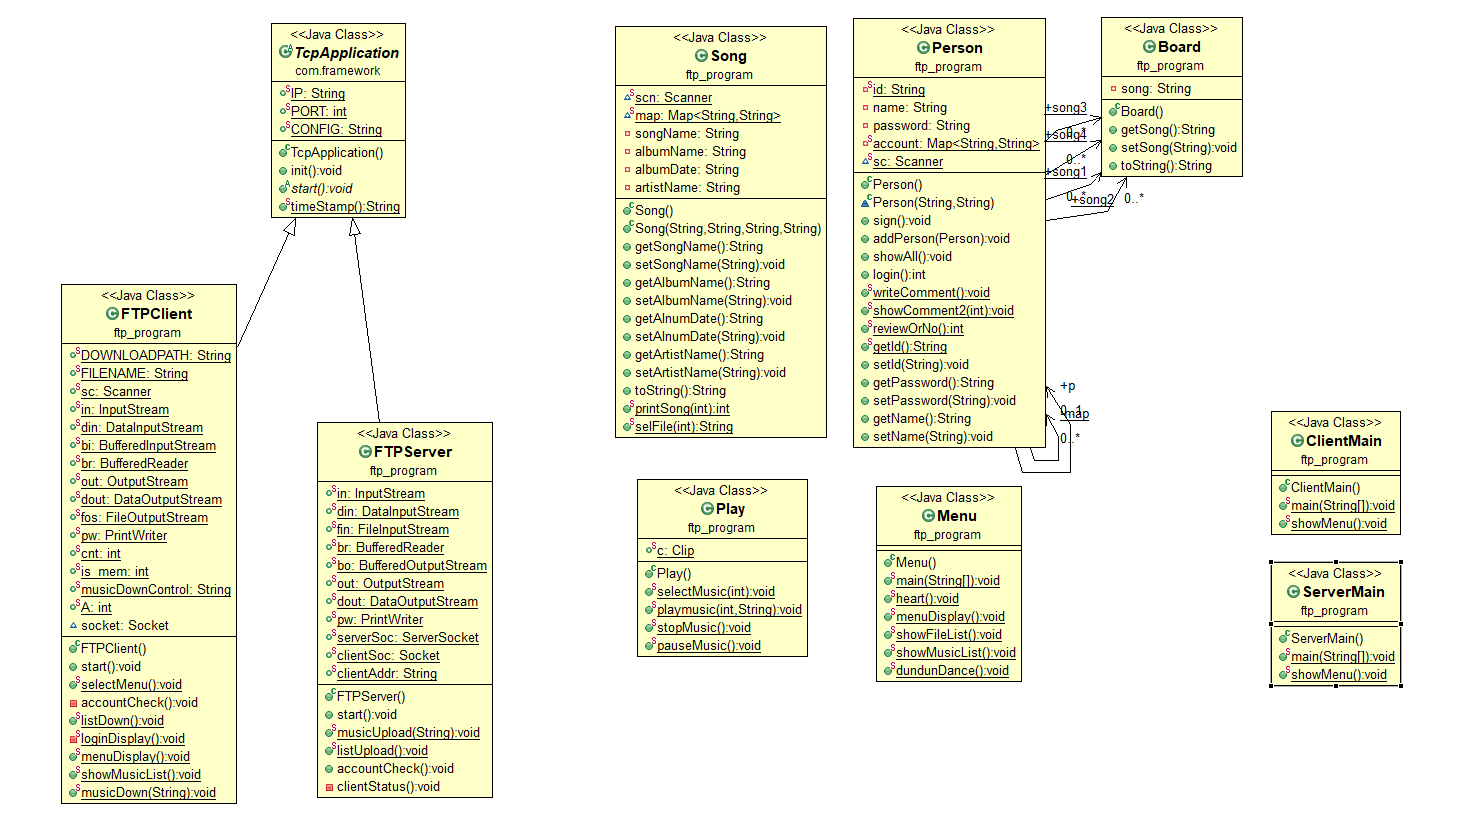 <<Java Class>>
TcpApplication
com.framework
IP: String
PORT: int
CONFIG: String
TcpApplication()
init():void
start():void
timeStamp():String
<<Java Class>>
FTPClient
ftp_program
DOWNLOADPATH: String
FILENAME: String
sc: Scanner
in: InputStream
din: DataInputStream
bi: BufferedInputStream
br: BufferedReader
out: OutputStream
dout: DataOutputStream
fos: FileOutputStream
pw: PrintWriter
cnt: int
is_mem: int
musicDownControl: String
A: int
socket: Socket
FTPClient()
start():void
selectMenu():void
accountCheck():void
listDown():void
loginDisplay():void
menuDisplay():void
showMusicList():void
musicDown(String):void
<<Java Class>>
FTPServer
ftp_program
in: InputStream
din: DataInputStream
fin: FileInputStream
br: BufferedReader
bo: BufferedOutputStream
out: OutputStream
dout: DataOutputStream
pw: PrintWriter
serverSoc: ServerSocket
clientSoc: Socket
clientAddr: String
FTPServer()
start():void
musicUpload(String):void
listUpload():void
accountCheck():void
clientStatus():void
<<Java Class>>
Song
ftp_program
scn: Scanner
map: Map<String,String>
songName: String
albumName: String
albumDate: String
artistName: String
Song()
Song(String,String,String,String)
getSongName():String
setSongName(String):void
getAlbumName():String
setAlbumName(String):void
getAlnumDate():String
setAlnumDate(String):void
getArtistName():String
setArtistName(String):void
toString():String
printSong(int):int
selFile(int):String
<<Java Class>>
Person
ftp_program
id: String
name: String
password: String
account: Map<String,String>
sc: Scanner
Person()
Person(String,String)
sign():void
addPerson(Person):void
showAll():void
login():int
writeComment():void
showComment2(int):void
reviewOrNo():int
getId():String
setId(String):void
getPassword():String
setPassword(String):void
getName():String
setName(String):void
+song3
0..*
+song4
0..*
+song1
0..*
+song2
0..*
+p
0..1
~map
0..*
<<Java Class>>
Board
ftp_program
song: String
Board()
getSong():String
setSong(String):void
toString():String
<<Java Class>>
Play
ftp_program
c: Clip
Play()
selectMusic(int):void
playmusic(int,String):void
stopMusic():void
pauseMusic():void
<<Java Class>>
Menu
ftp_program
Menu()
main(String[]):void
heart():void
menuDisplay():void
showFileList():void
showMusicList():void
dundunDance():void
<<Java Class>>
ClientMain
ftp_program
ClientMain()
main(String[]):void
showMenu():void
<<Java Class>>
ServerMain
ftp_program
ServerMain()
main(String[]):void
showMenu():void